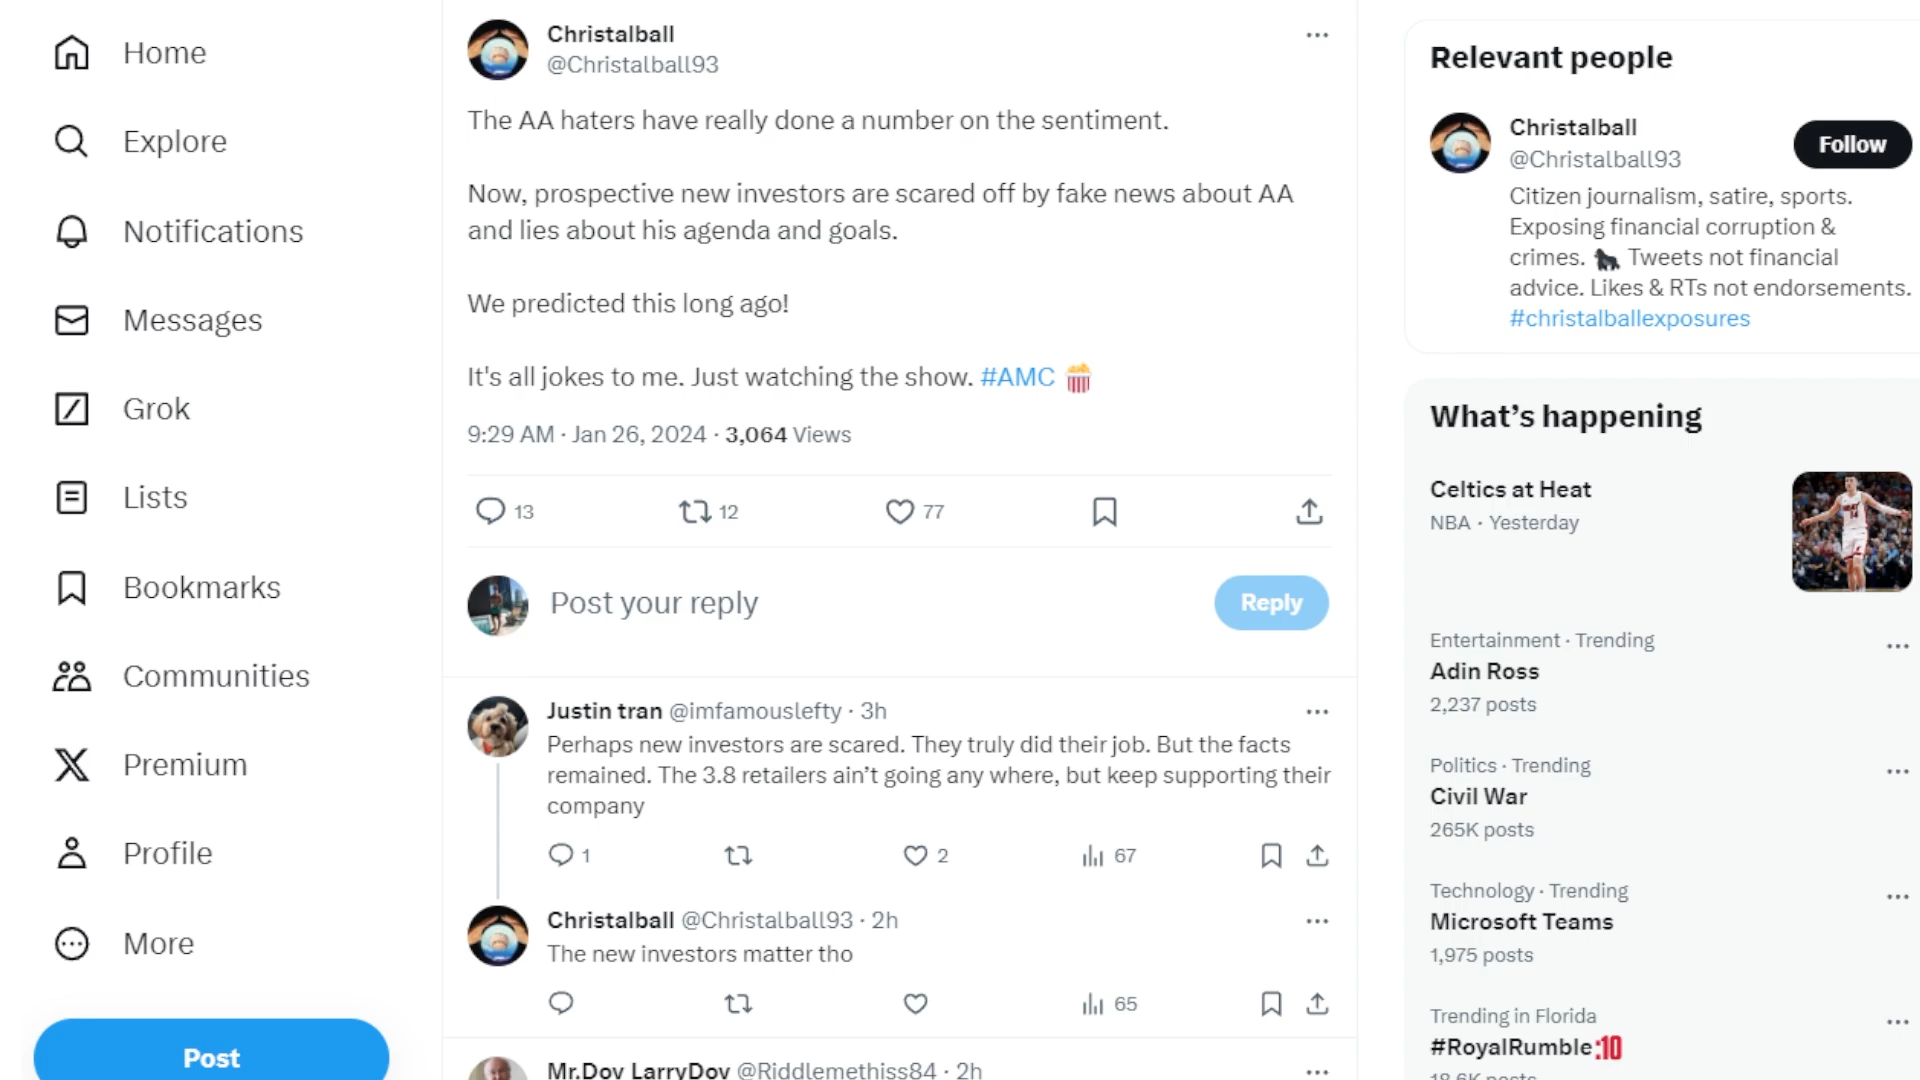 Home
Explore
Notifications
Messages
Grok
Lists
Bookmarks
Communities
Premium
Profile
More
Post
Christalball
@Christalball93
The AA haters have really done a number on the sentiment.
Now, prospective new investors are scared off by fake news about AA
and lies about his agenda and goals.
We predicted this long ago!
It's all jokes to me. Just watching the show. #AMC
9:29 AM · Jan 26, 2024 · 3,064 Views
13 12 77
Post your reply
Reply
Justin tran @imfamouslefty · 3h
Perhaps new investors are scared. They truly did their job. But the facts
remained. The 3.8 retailers ain’t going any where, but keep supporting their
company
1 2 67
Christalball @Christalball93 · 2h
The new investors matter tho
65
Mr.Dov LarryDov @Riddlemethiss84 · 2h
Relevant people
Christalball
@Christalball93
Follow
Citizen journalism, satire, sports.
Exposing financial corruption &
crimes. Tweets not financial
advice. Likes & RTs not endorsements.
#christalballexposures
What’s happening
Celtics at Heat
NBA · Yesterday
Entertainment · Trending
Adin Ross
2,237 posts
Politics · Trending
Civil War
265K posts
Technology · Trending
Microsoft Teams
1,975 posts
Trending in Florida
#RoyalRumble
18.6K posts